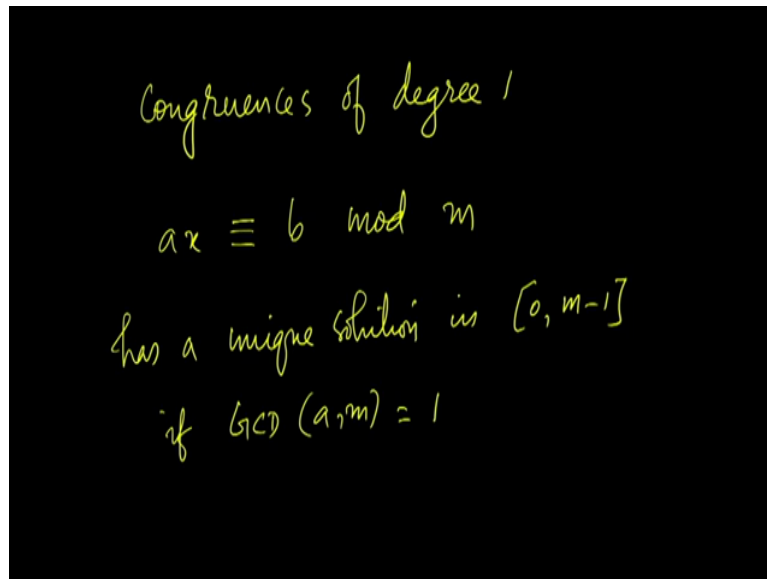 Congruences of degree 1
ax ≡ b mod m
has a unique solution in [0, m-1]
if GCD (a,m) = 1